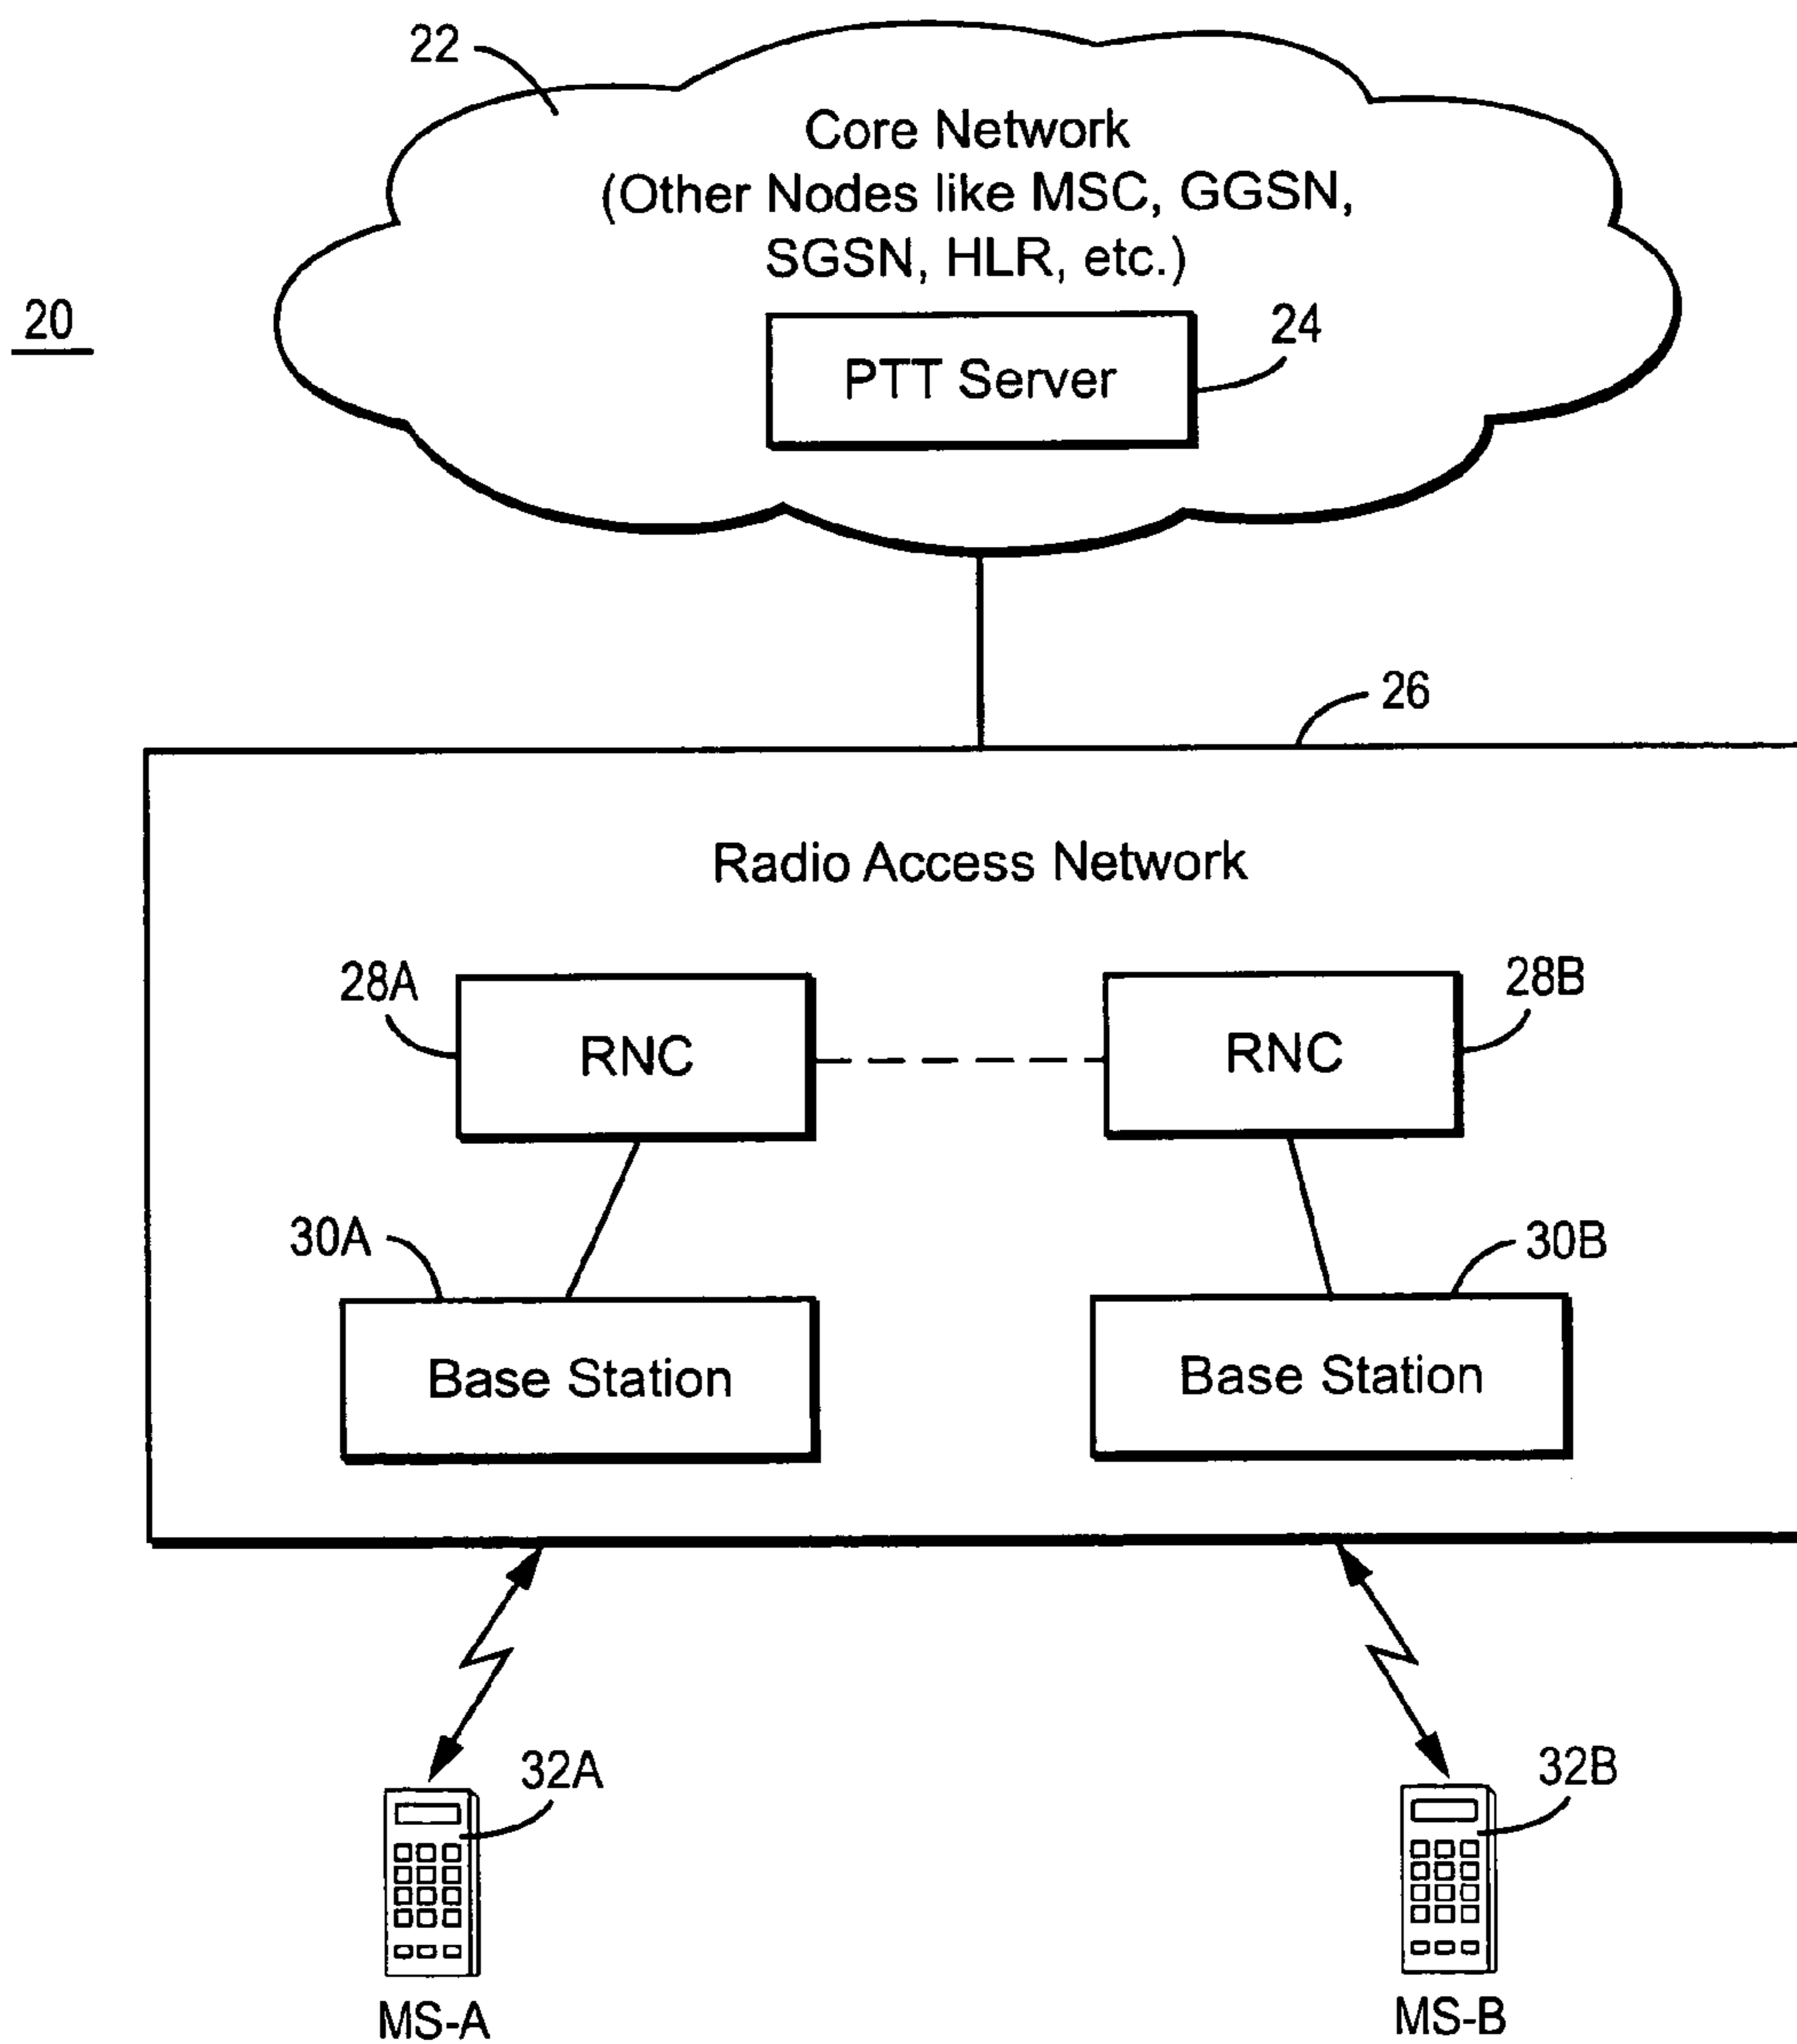 22
Core Network
(Other Nodes like MSC, GGSN,
SGSN, HLR, etc.)
20
24
PTT Server
26
Radio Access Network
28A
28B
RNC
RNC
30A
30B
Base Station
Base Station
32A
32B
MS-A
MS-B